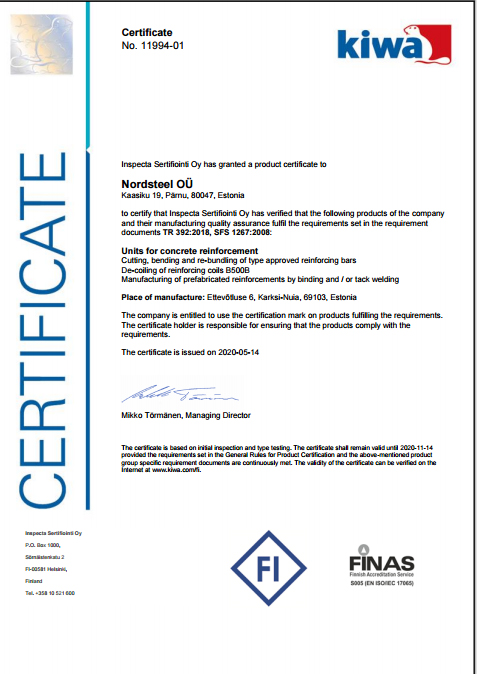 Certificate
No. 11994-01
kiwa
CERTIFICATE
Inspecta Sertifiointi Oy has granted a product certificate to
Nordsteel OÜ
Kaasiku 19, Pärnu, 80047, Estonia
to certify that Inspecta Sertifiointi Oy has verified that the following products of the company
and their manufacturing quality assurance fulfil the requirements set in the requirement
documents TR 392:2018, SFS 1267:2008:
Units for concrete reinforcement
Cutting, bending and re-bundling of type approved reinforcing bars
De-coiling of reinforcing coils B500B
Manufacturing of prefabricated reinforcements by binding and / or tack welding
Place of manufacture: Ettevõtluse 6, Karksi-Nuia, 69103, Estonia
The company is entitled to use the certification mark on products fulfilling the requirements.
The certificate holder is responsible for ensuring that the products comply with the
requirements.
The certificate is issued on 2020-05-14
Mikko Törmänen, Managing Director
The certificate is based on initial inspection and type testing. The certificate shall remain valid until 2020-11-14
provided the requirements set in the General Rules for Product Certification and the above-mentioned product
group specific requirement documents are continuously met. The validity of the certificate can be verified on the
Internet at www.kiwa.com/fi.
Inspecta Sertifiointi Oy
P.O. Box 1000,
Sörnäistenkatu 2
FI-00581 Helsinki,
Finland
Tel. +358 10 521 600
FI
FINAS
Finnish Accreditation Service
S005 (EN ISO/IEC 17065)